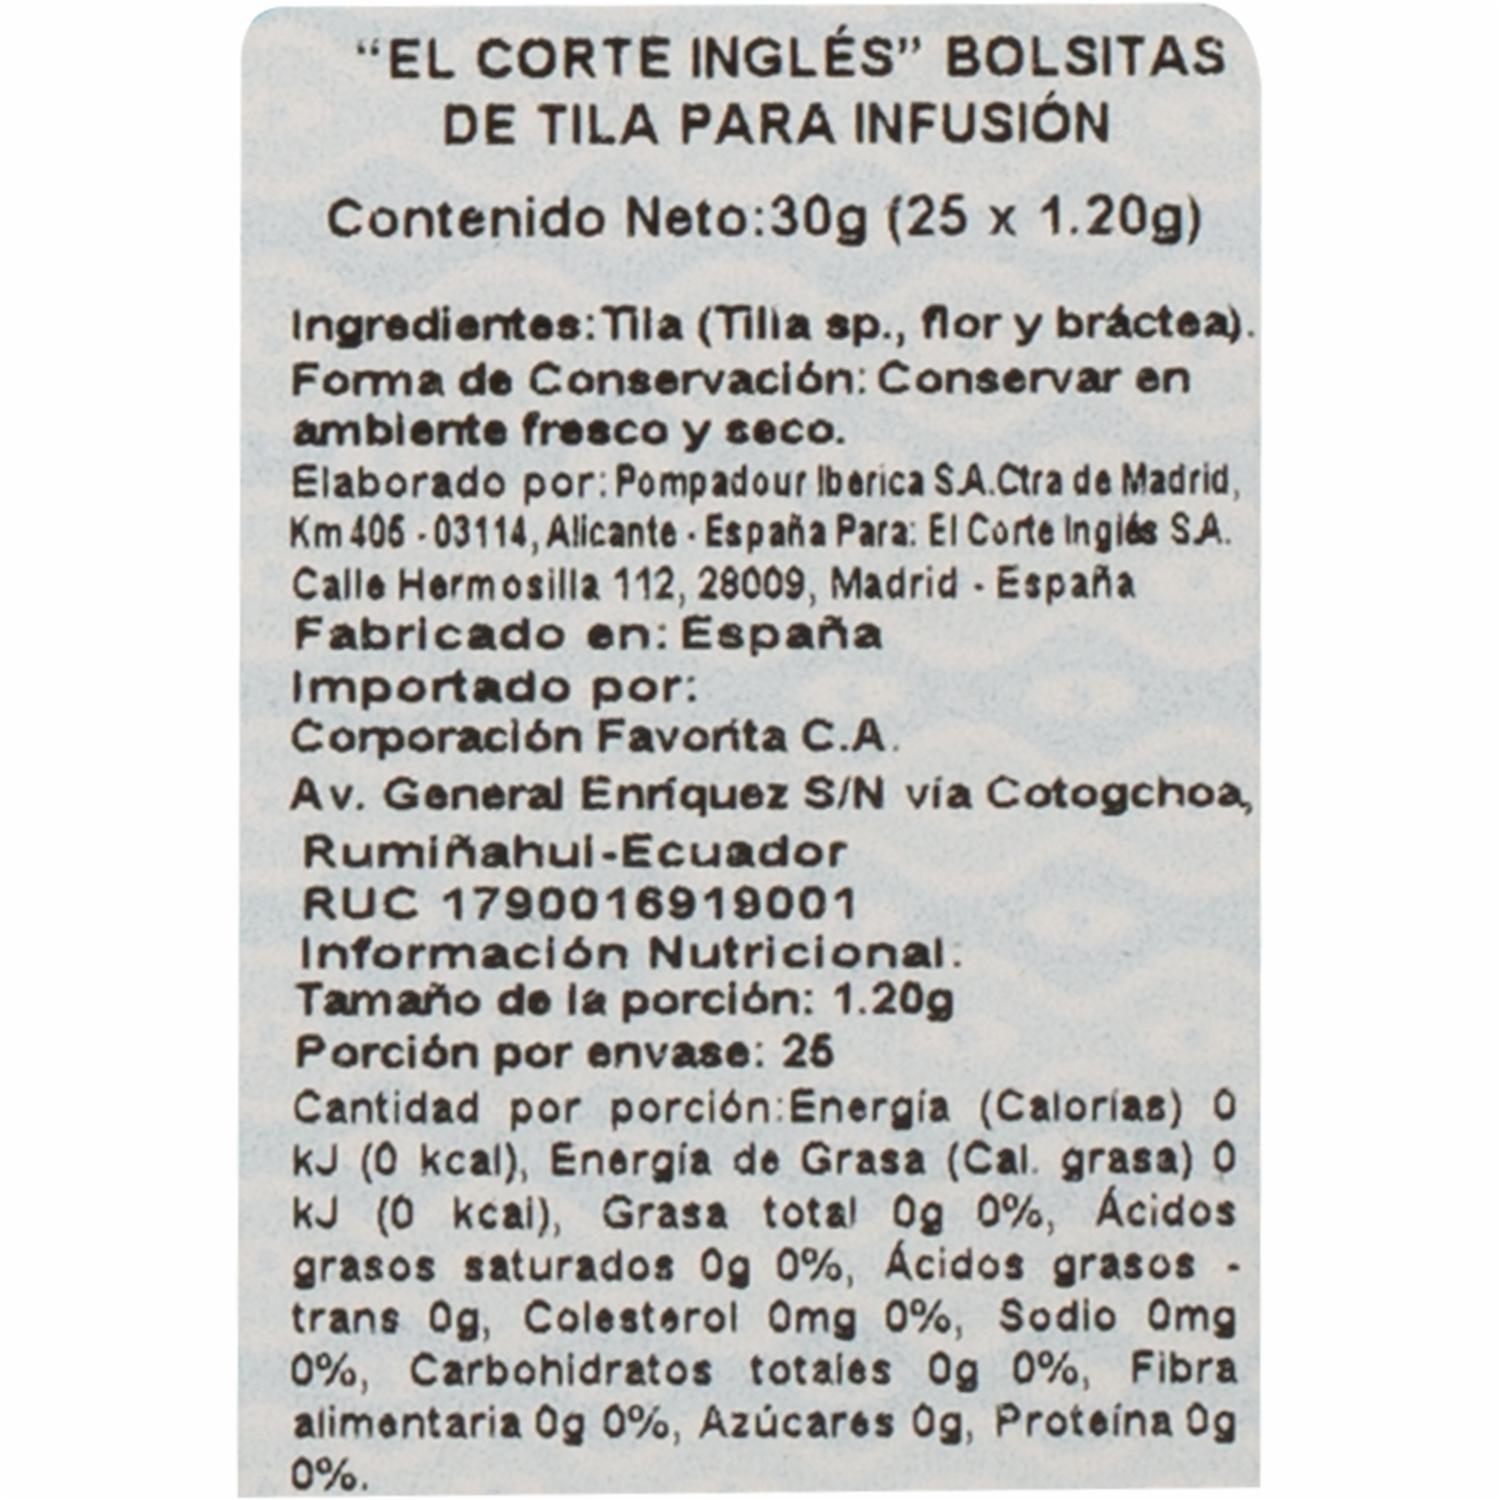 “EL CORTE INGLÉS” BOLSITAS
DE TILA PARA INFUSIÓN
Contenido Neto:30g (25 x 1.20g)
Ingredientes: Tila (Tilia sp., flor y bráctea).
Forma de Conservación: Conservar en
ambiente fresco y seco.
Elaborado por: Pompadour Iberica S.A.Ctra de Madrid,
Km 405 - 03114, Alicante - España Para: El Corte Inglés S.A.
Calle Hermosilla 112, 28009, Madrid - España
Fabricado en: España
Importado por:
Corporación Favorita C.A.
Av. General Enríquez S/N vía Cotogchoa,
Rumiñahui-Ecuador
RUC 1790016919001
Información Nutricional:
Tamaño de la porción: 1.20g
Porción por envase: 25
Cantidad por porción:Energía (Calorías) 0
kJ (0 kcal), Energía de Grasa (Cal. grasa) 0
kJ (0 kcal), Grasa total 0g 0%, Ácidos
grasos saturados 0g 0%, Ácidos grasos -
trans 0g, Colesterol 0mg 0%, Sodio 0mg
0%, Carbohidratos totales 0g 0%, Fibra
alimentaria 0g 0%, Azúcares 0g, Proteína 0g
0%.